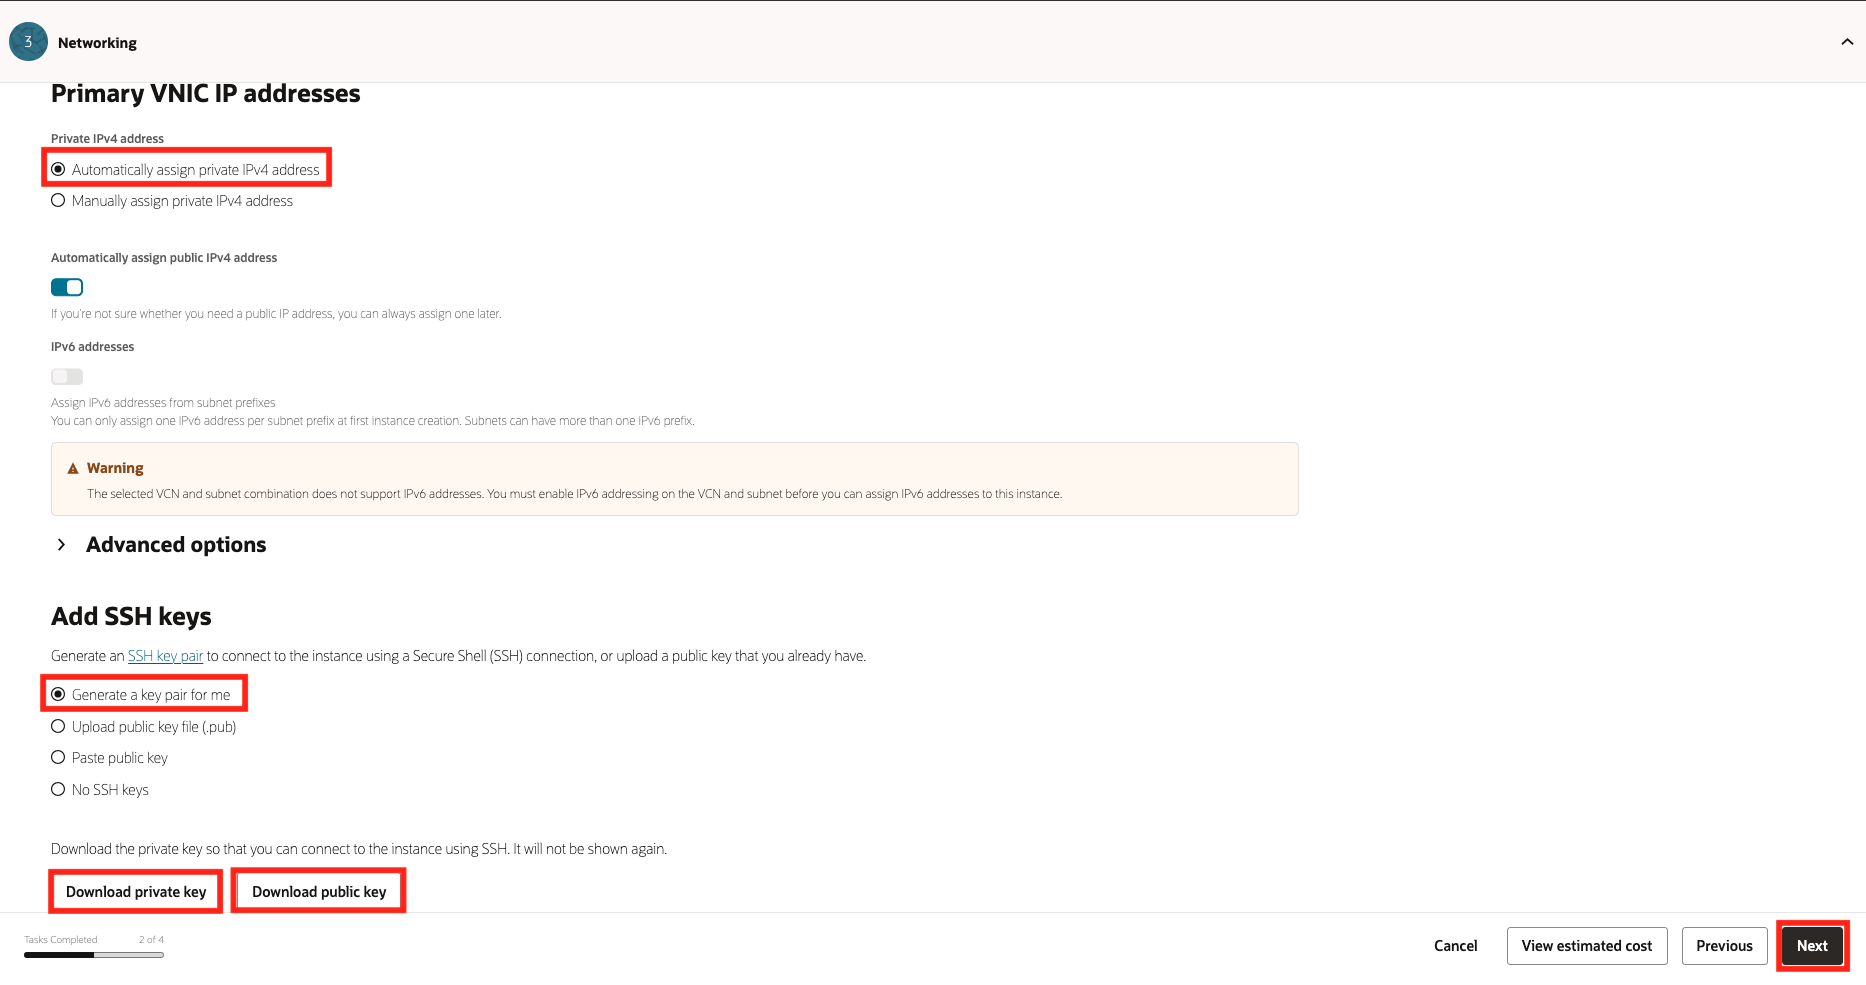 3 Networking
Primary VNIC IP addresses
Private IPv4 address
Automatically assign private IPv4 address
Manually assign private IPv4 address
Automatically assign public IPv4 address
If you're not sure whether you need a public IP address, you can always assign one later.
IPv6 addresses
Assign IPv6 addresses from subnet prefixes
You can only assign one IPv6 address per subnet prefix at first instance creation. Subnets can have more than one IPv6 prefix.
Warning
The selected VCN and subnet combination does not support IPv6 addresses. You must enable IPv6 addressing on the VCN and subnet before you can assign IPv6 addresses to this instance.
Advanced options
Add SSH keys
Generate an SSH key pair to connect to the instance using a Secure Shell (SSH) connection, or upload a public key that you already have.
Generate a key pair for me
Upload public key file (.pub)
Paste public key
No SSH keys
Download the private key so that you can connect to the instance using SSH. It will not be shown again.
Download private key Download public key
Tasks Completed 2 of 4
Cancel View estimated cost Previous Next